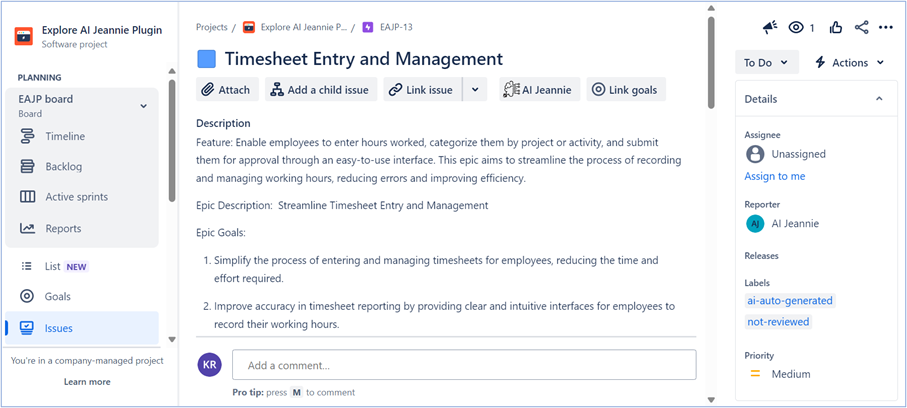 Explore AI Jeannie Plugin
Software project
PLANNING
EAJP board
Board
Timeline
Backlog
Active sprints
Reports
List NEW
Goals
Issues
You're in a company-managed project
Learn more
Projects / Explore AI Jeannie P... / EAJP-13
Timesheet Entry and Management
Attach Add a child issue Link issue AI Jeannie Link goals
Description
Feature: Enable employees to enter hours worked, categorize them by project or activity, and submit
them for approval through an easy-to-use interface. This epic aims to streamline the process of recording
and managing working hours, reducing errors and improving efficiency.
Epic Description: Streamline Timesheet Entry and Management
Epic Goals:
1. Simplify the process of entering and managing timesheets for employees, reducing the time and
effort required.
2. Improve accuracy in timesheet reporting by providing clear and intuitive interfaces for employees to
record their working hours.
KR Add a comment...
Pro tip: press M to comment
1
To Do Actions
Details
Assignee
Unassigned
Assign to me
Reporter
AJ AI Jeannie
Releases
Labels
ai-auto-generated
not-reviewed
Priority
Medium